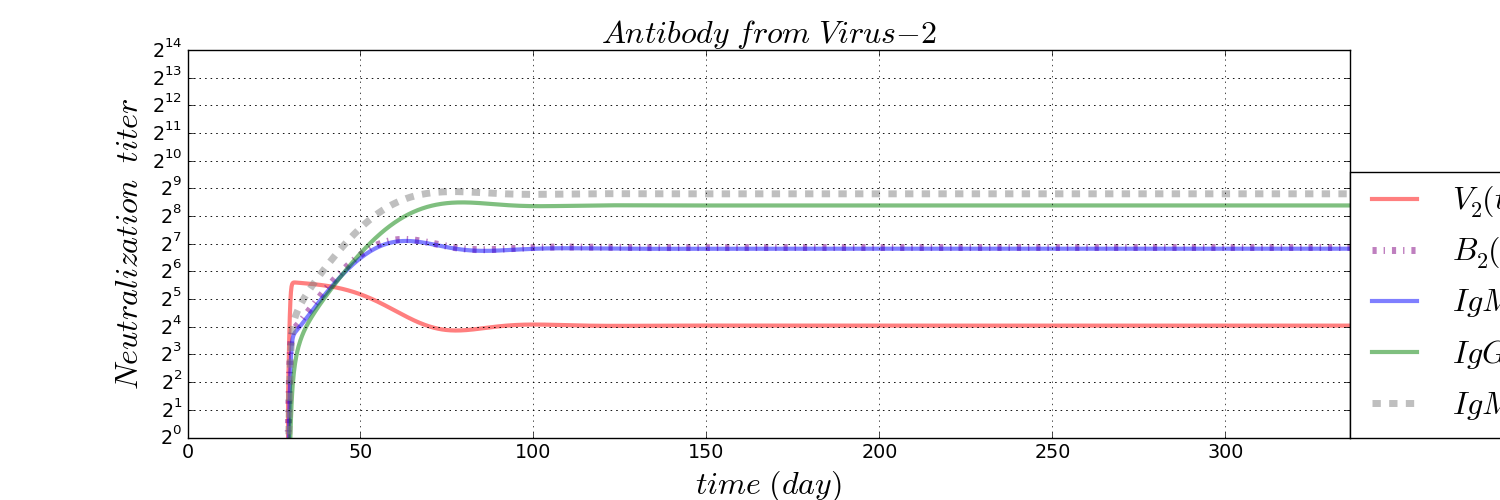 Antibody from Virus−2
Neutralization titer
2^14
2^13
2^12
2^11
2^10
2^9
2^8
2^7
2^6
2^5
2^4
2^3
2^2
2^1
2^0
0 50 100 150 200 250 300
time (day)
V_2(t
B_2(
IgM
IgG
IgM